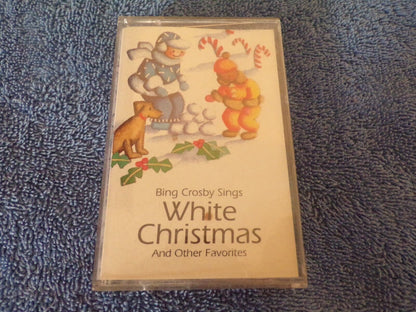 Bing Crosby Sings
White
Christmas
And Other Favorites